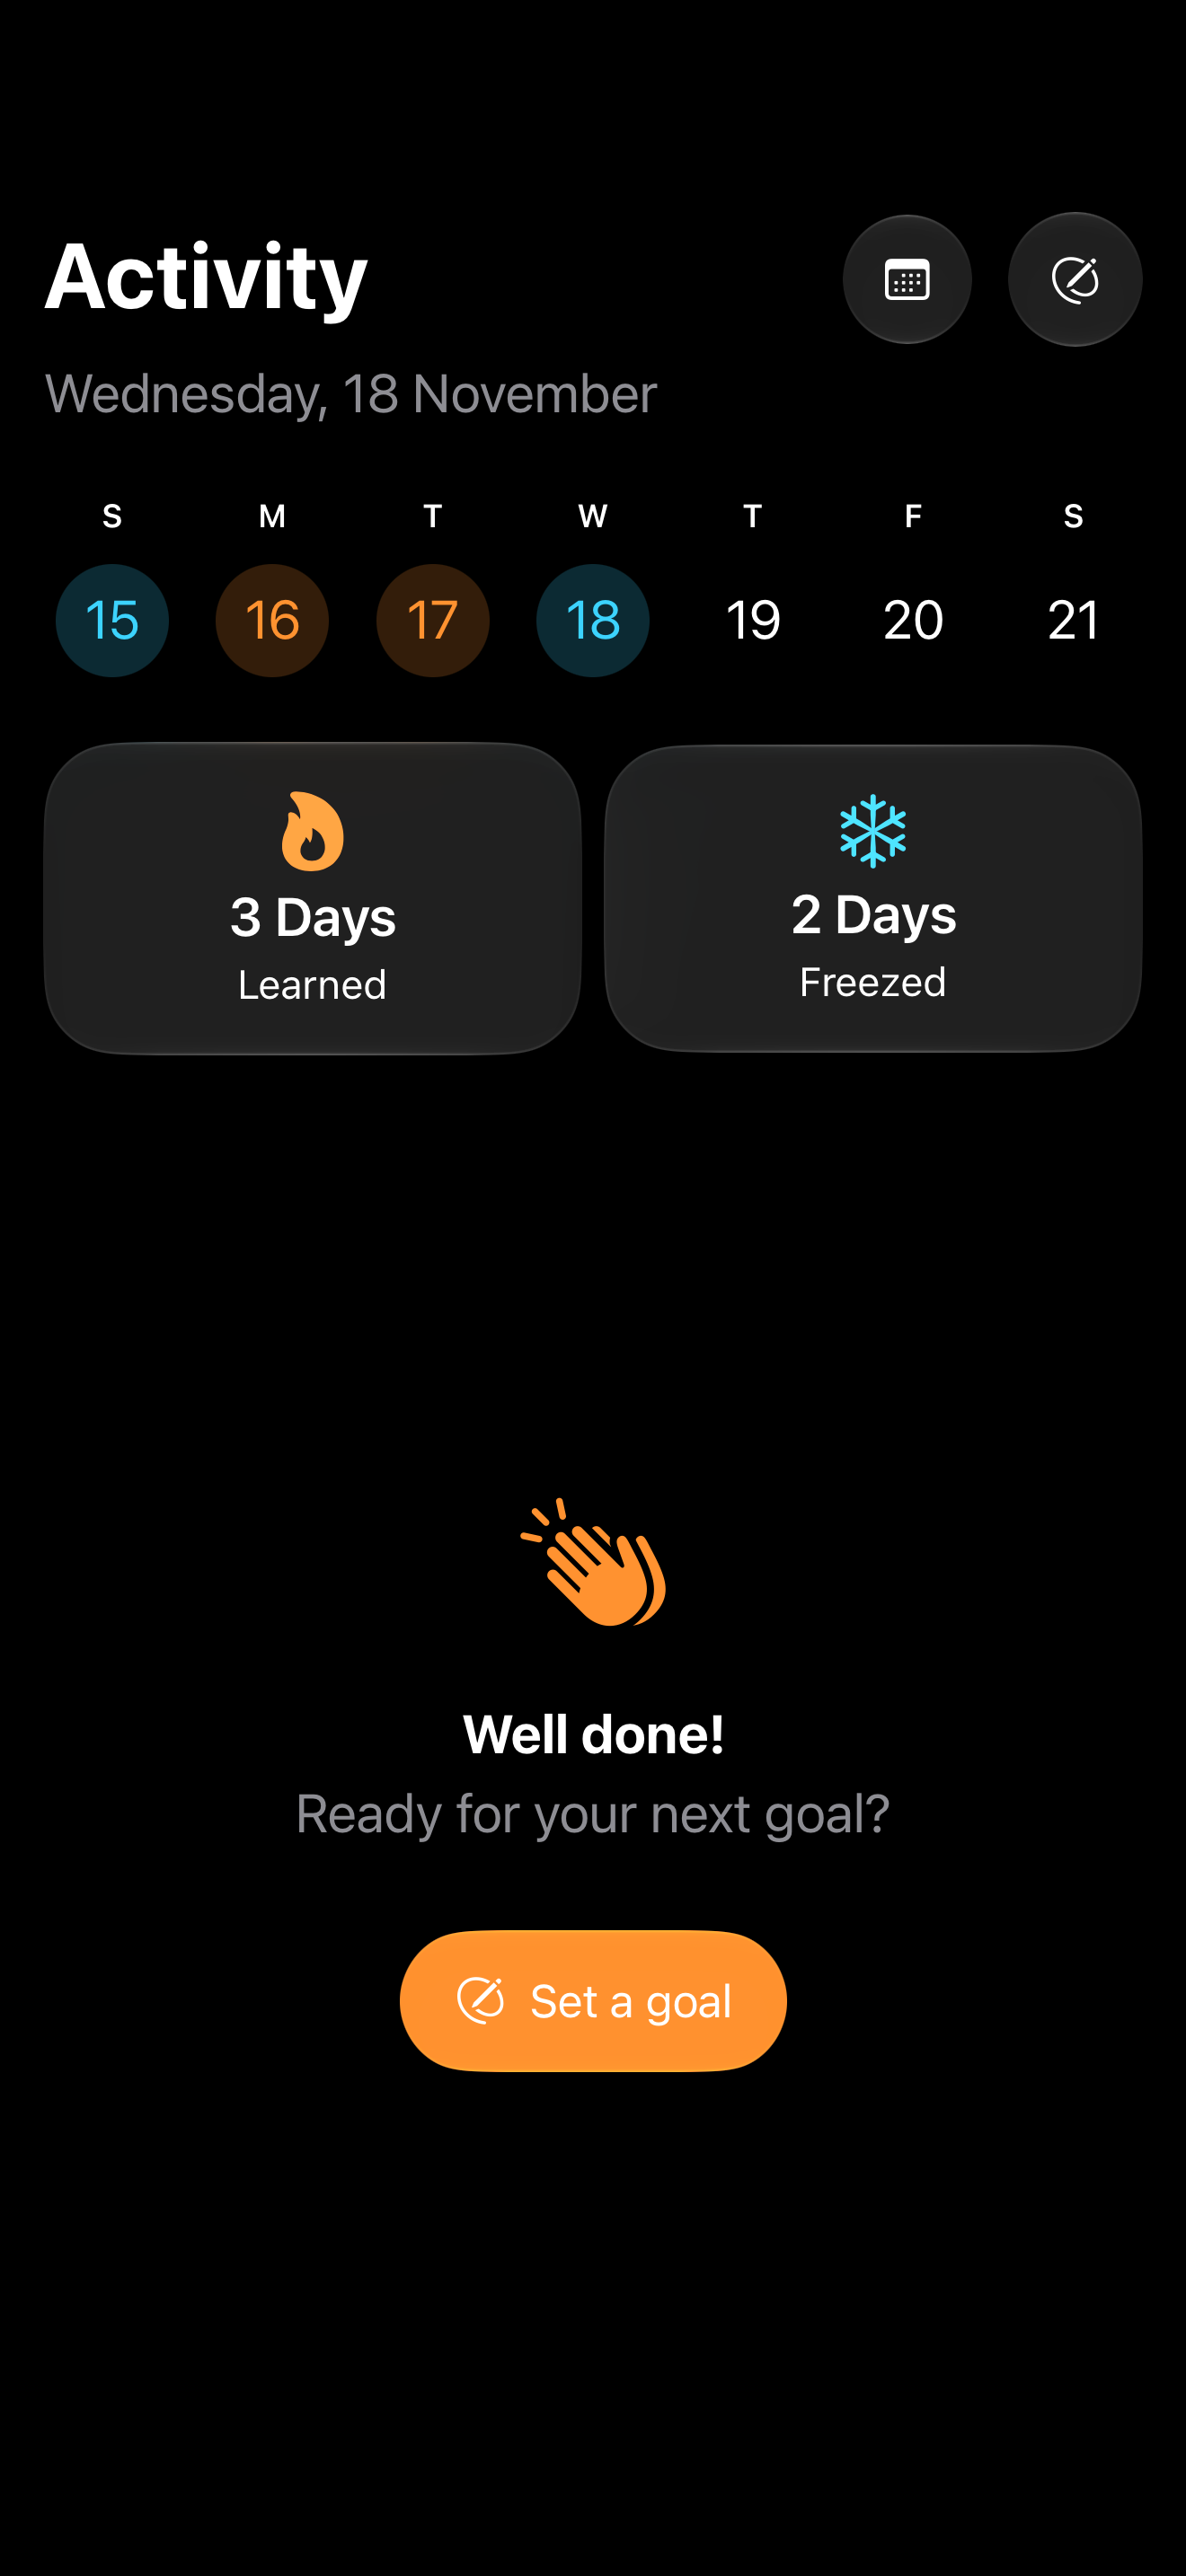 Activity
Wednesday, 18 November
S M T W T F S
15 16 17 18 19 20 21
3 Days
Learned
2 Days
Freezed
Well done!
Ready for your next goal?
Set a goal